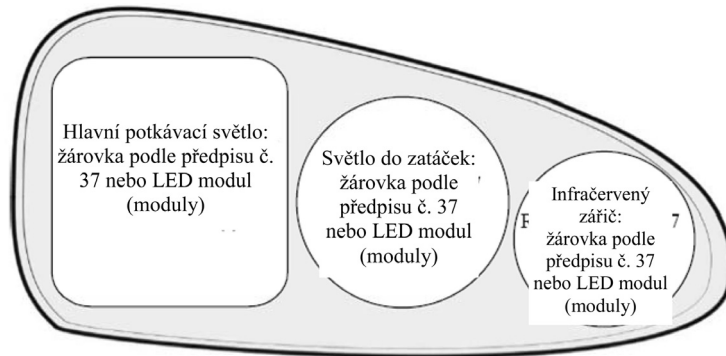 Hlavní potkávací světlo:
žárovka podle předpisu č.
37 nebo LED modul
(moduly)
Světlo do zatáček:
žárovka podle
předpisu č. 37
nebo LED modul
(moduly)
Infračervený
zářič:
žárovka podle
předpisu č. 37
nebo LED modul
(moduly)